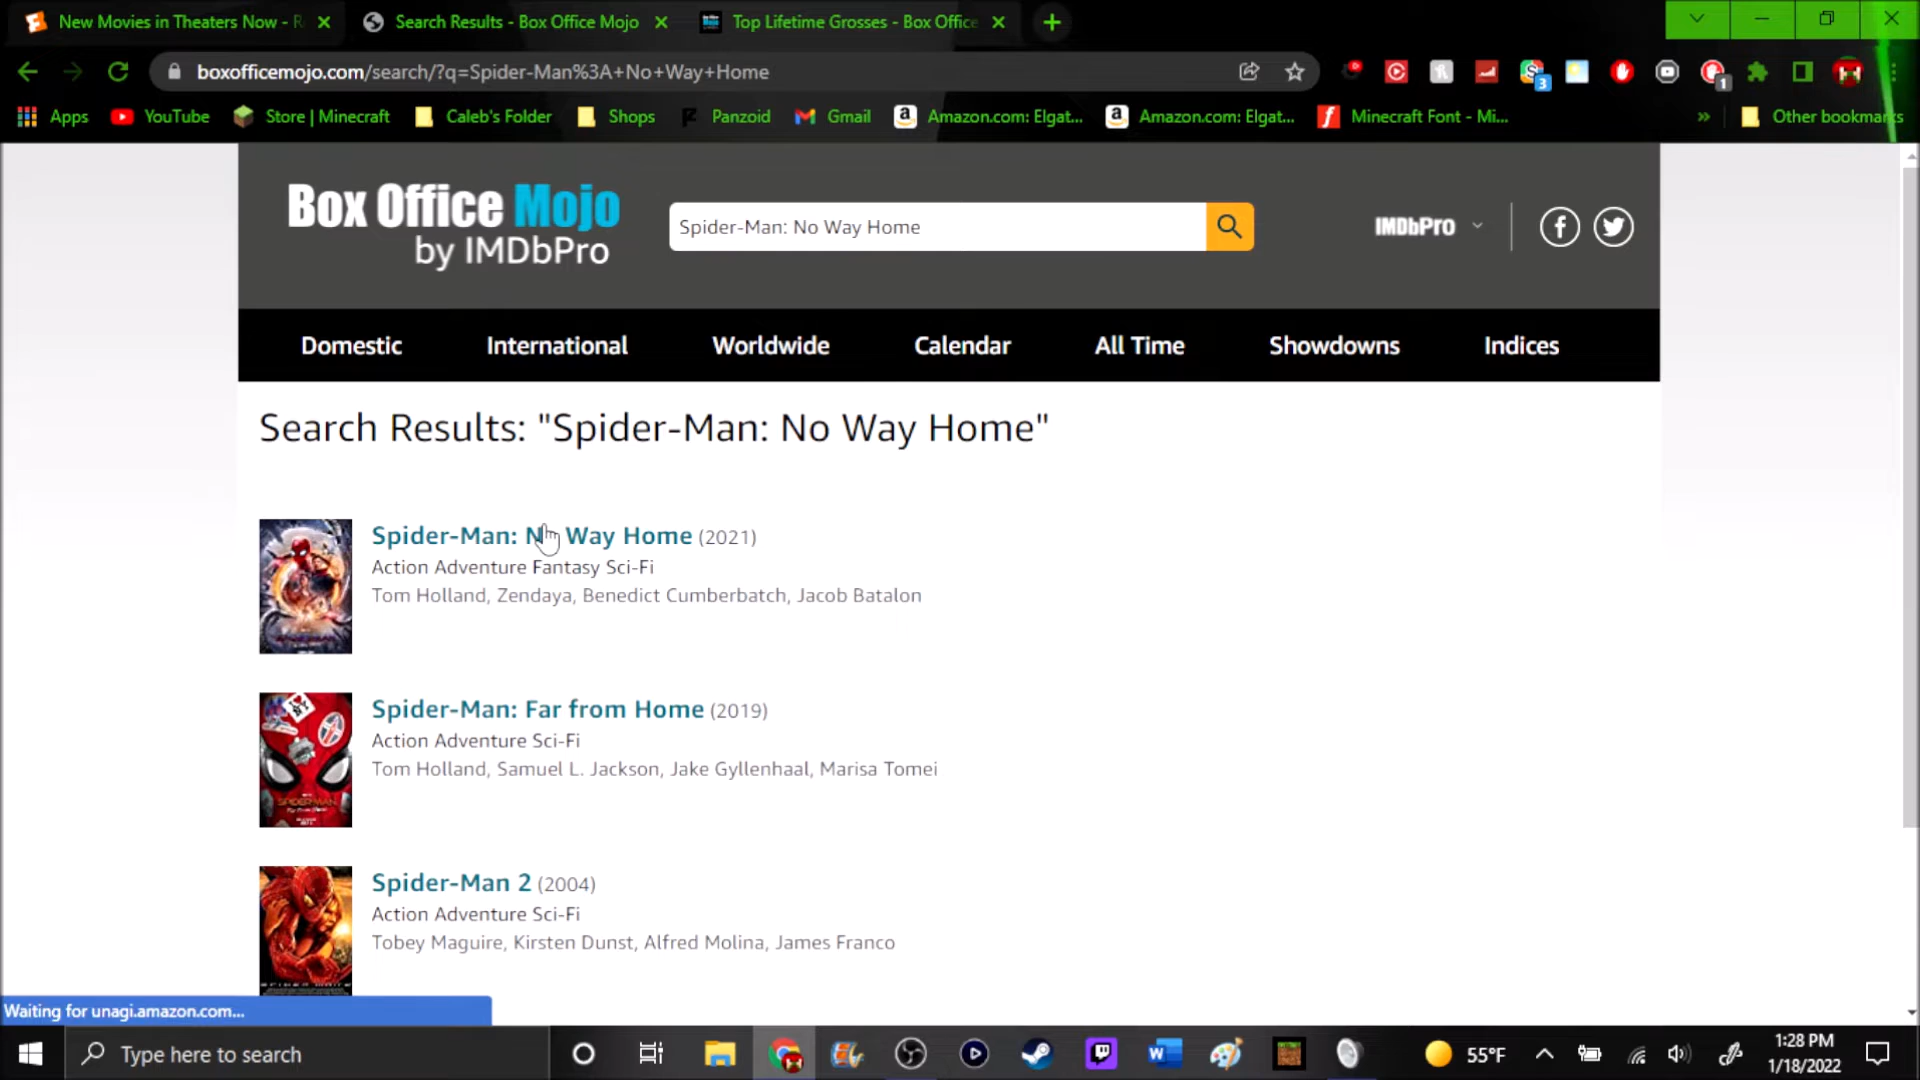 New Movies in Theaters Now - R
Search Results - Box Office Mojo
Top Lifetime Grosses - Box Office
boxofficemojo.com/search/?q=Spider-Man%3A+No+Way+Home
3
1
Apps
YouTube
Store | Minecraft
Caleb's Folder
Shops
Panzoid
Gmail
Amazon.com: Elgat...
Amazon.com: Elgat...
Minecraft Font - Mi...
Other bookmarks
Box Office Mojo
by IMDbPro
Spider-Man: No Way Home
IMDbPro
Domestic
International
Worldwide
Calendar
All Time
Showdowns
Indices
Search Results: "Spider-Man: No Way Home"
Spider-Man: No Way Home (2021)
Action Adventure Fantasy Sci-Fi
Tom Holland, Zendaya, Benedict Cumberbatch, Jacob Batalon
Spider-Man: Far from Home (2019)
Action Adventure Sci-Fi
Tom Holland, Samuel L. Jackson, Jake Gyllenhaal, Marisa Tomei
Spider-Man 2 (2004)
Action Adventure Sci-Fi
Tobey Maguire, Kirsten Dunst, Alfred Molina, James Franco
Waiting for unagi.amazon.com...
Type here to search
55°F
1:28 PM
1/18/2022